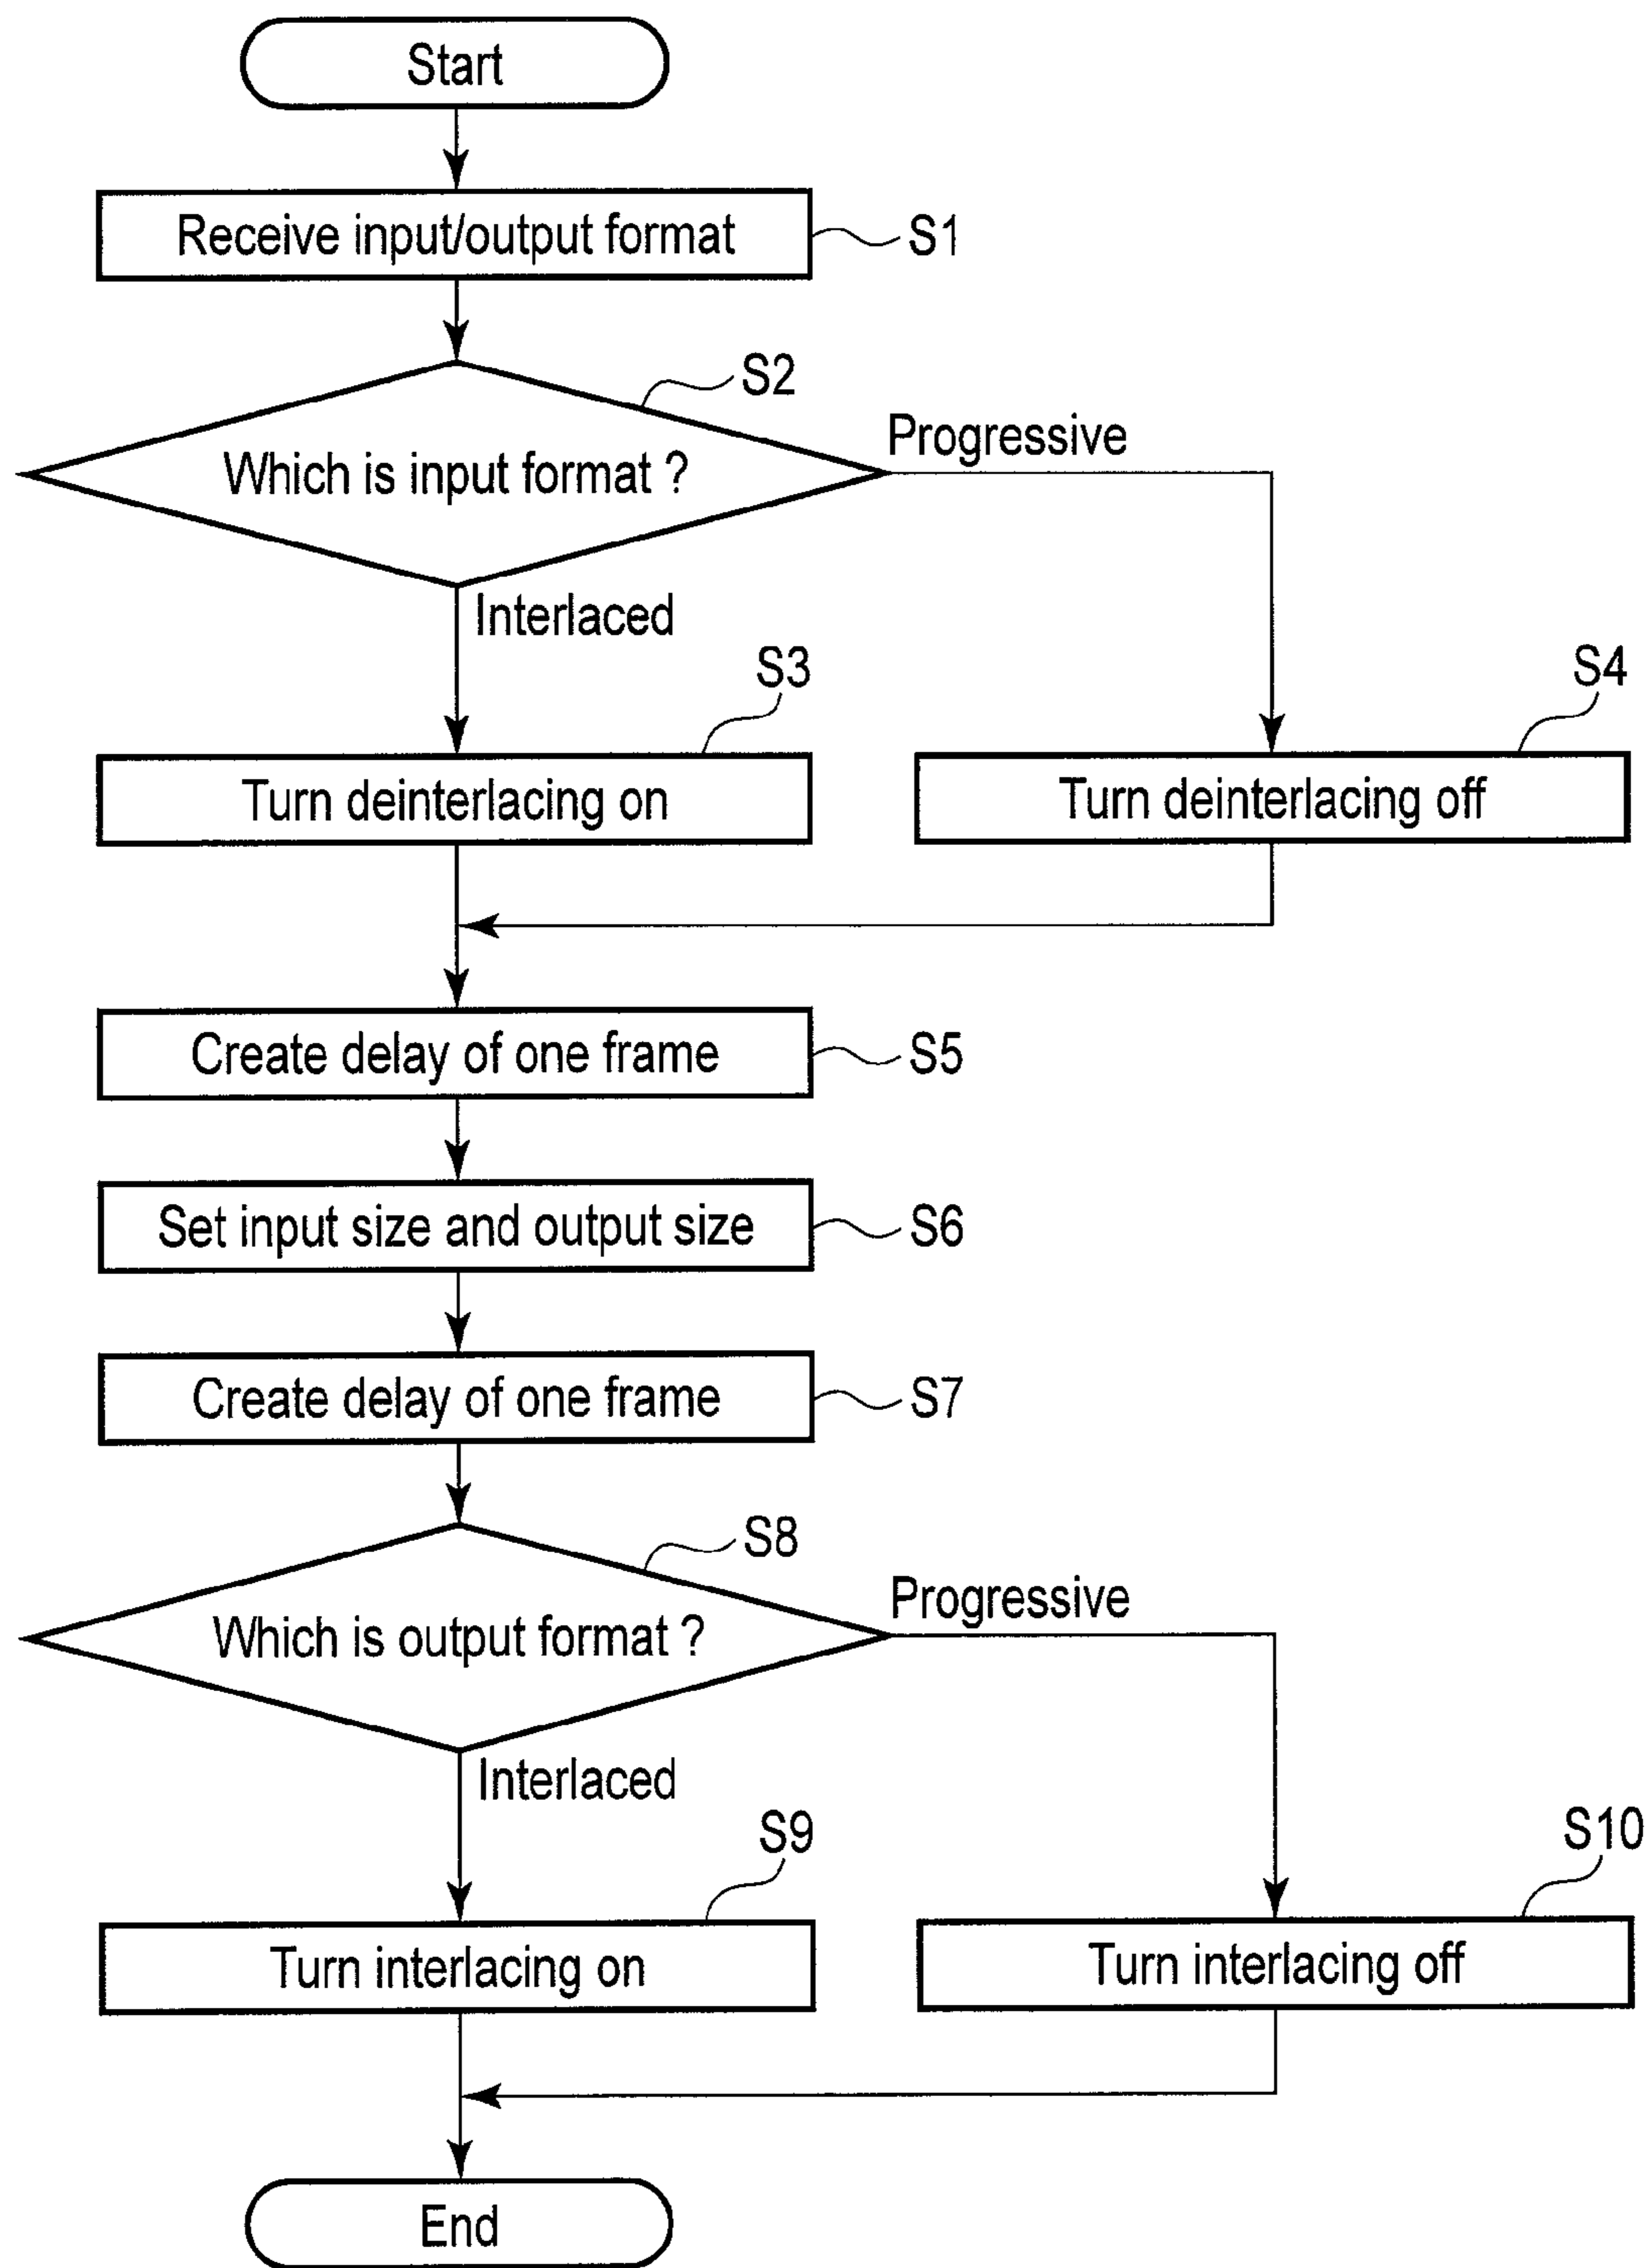 Start
Receive input/output format
S1
S2
Which is input format ?
Progressive
Interlaced
S3
S4
Turn deinterlacing on
Turn deinterlacing off
Create delay of one frame
S5
Set input size and output size
S6
Create delay of one frame
S7
S8
Which is output format ?
Progressive
Interlaced
S9
S10
Turn interlacing on
Turn interlacing off
End